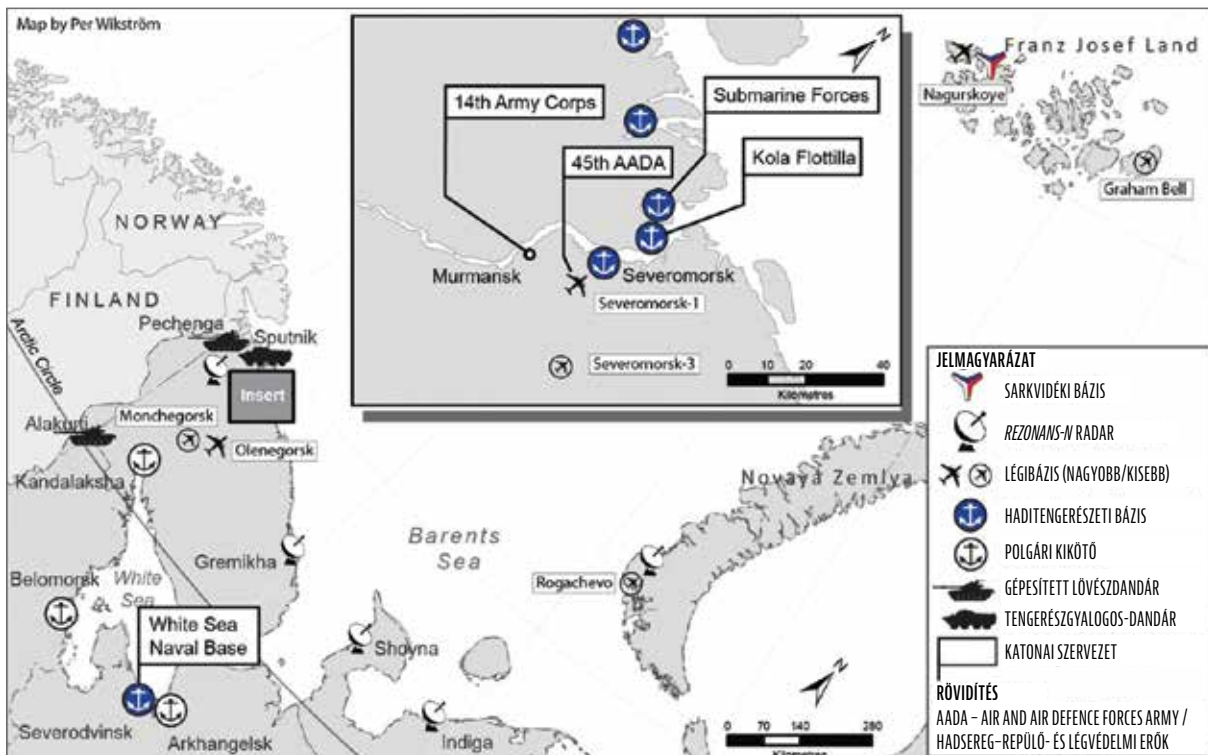 Map by Per Wikström
N
14th Army Corps
Submarine Forces
45th AADA
Kola Flottilla
Murmansk
Severomorsk
Severomorsk-1
Severomorsk-3
0 10 20 40
Kilometres
Franz Josef Land
Nagurskoye
Graham Bell
NORWAY
FINLAND
Arctic Circle
Pechenga
Sputnik
Insert
Monchegorsk
Alakurtti
Olenegorsk
Kandalaksha
Gremikha
Barents
Sea
Novaya Zemlya
Rogachevo
Belomorsk
White
Sea
White Sea
Naval Base
Shoyna
Severodvinsk
Arkhangelsk
Indiga
N
0 70 140 280
Kilometres
JELMAGYARÁZAT
SARKVIDÉKI BÁZIS
REZONANS-N RADAR
LÉGIBÁZIS (NAGYOBB/KISEBB)
HADITENGERÉSZETI BÁZIS
POLGÁRI KIKÖTŐ
GÉPESÍTETT LÖVÉSZDANDÁR
TENGERÉSZGYALOGOS-DANDÁR
KATONAI SZERVEZET
RÖVIDÍTÉS
AADA – AIR AND AIR DEFENCE FORCES ARMY /
HADSEREG-REPÜLŐ- ÉS LÉGVÉDELMI ERŐK